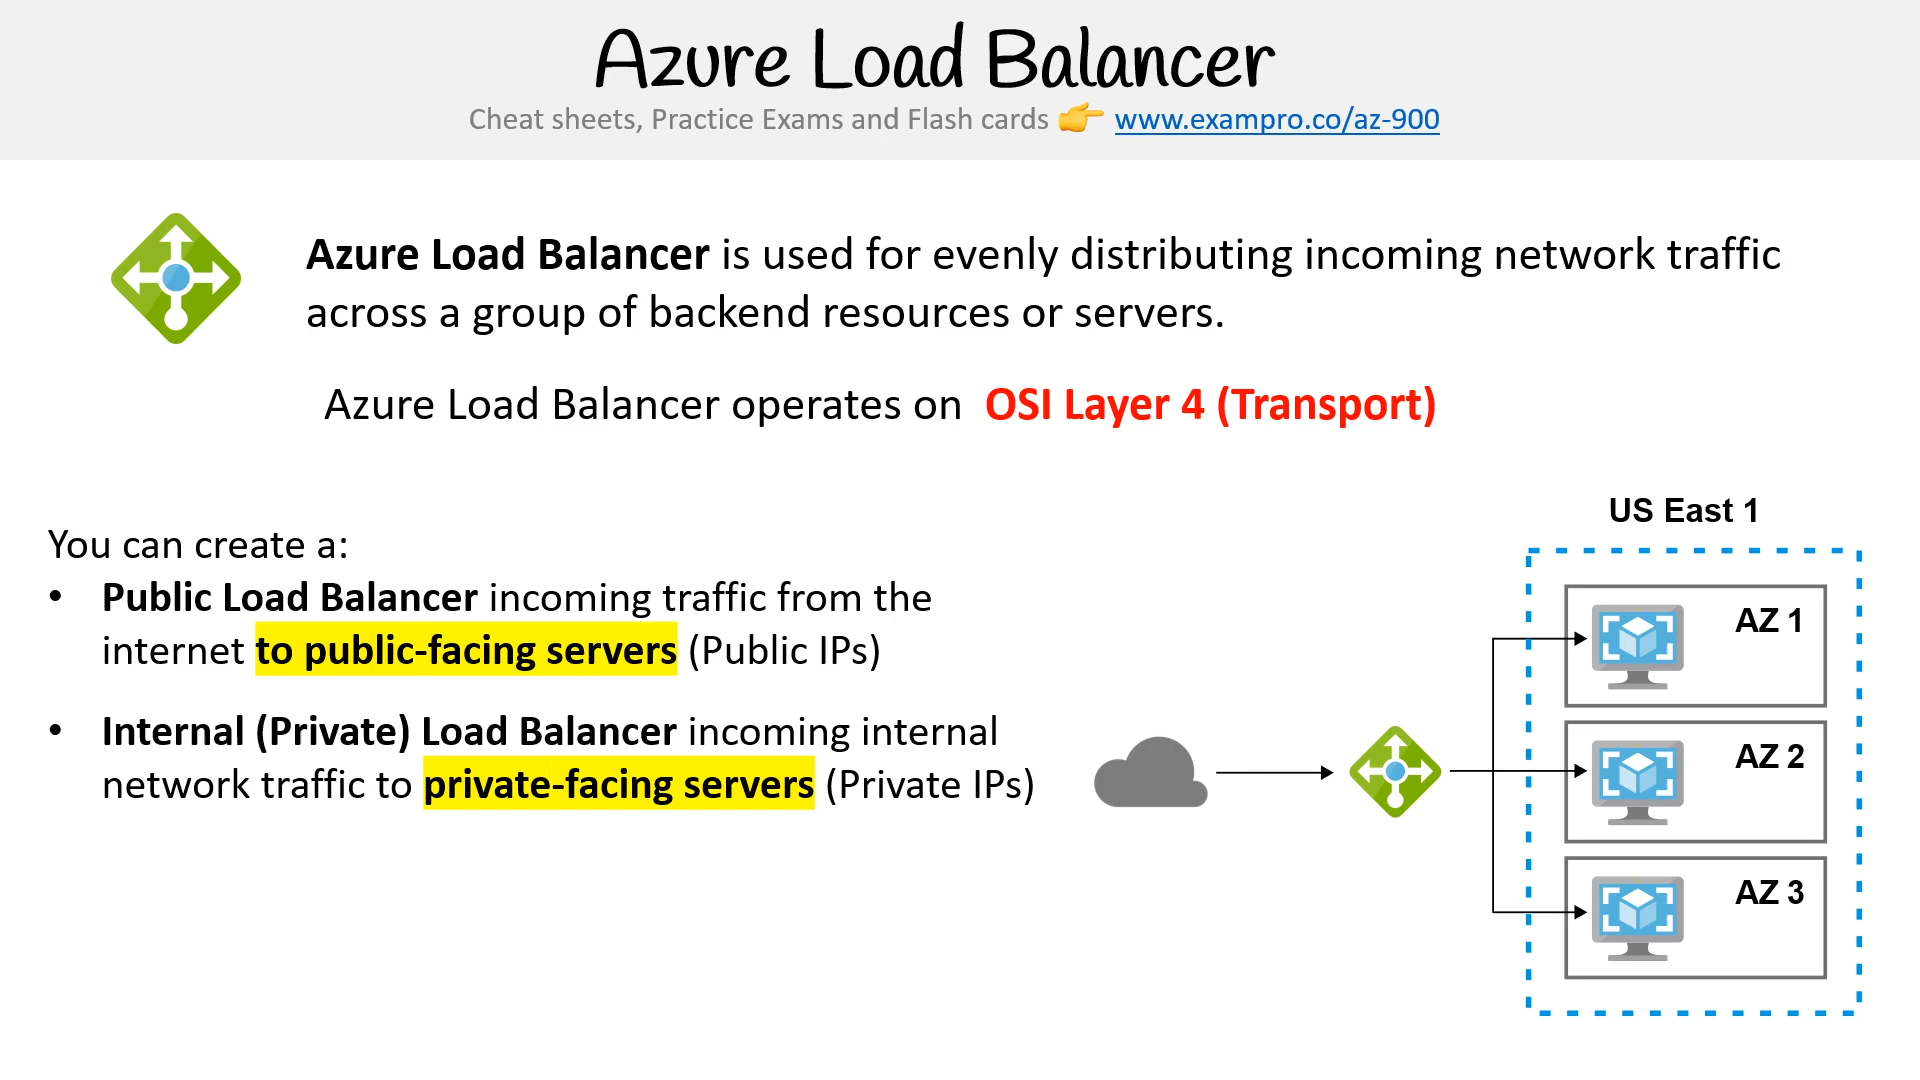 Azure Load Balancer
Cheat sheets, Practice Exams and Flash cards 👉 www.exampro.co/az-900
Azure Load Balancer is used for evenly distributing incoming network traffic
across a group of backend resources or servers.
Azure Load Balancer operates on OSI Layer 4 (Transport)
You can create a:
• Public Load Balancer incoming traffic from the
internet to public-facing servers (Public IPs)
• Internal (Private) Load Balancer incoming internal
network traffic to private-facing servers (Private IPs)
US East 1
AZ 1
AZ 2
AZ 3